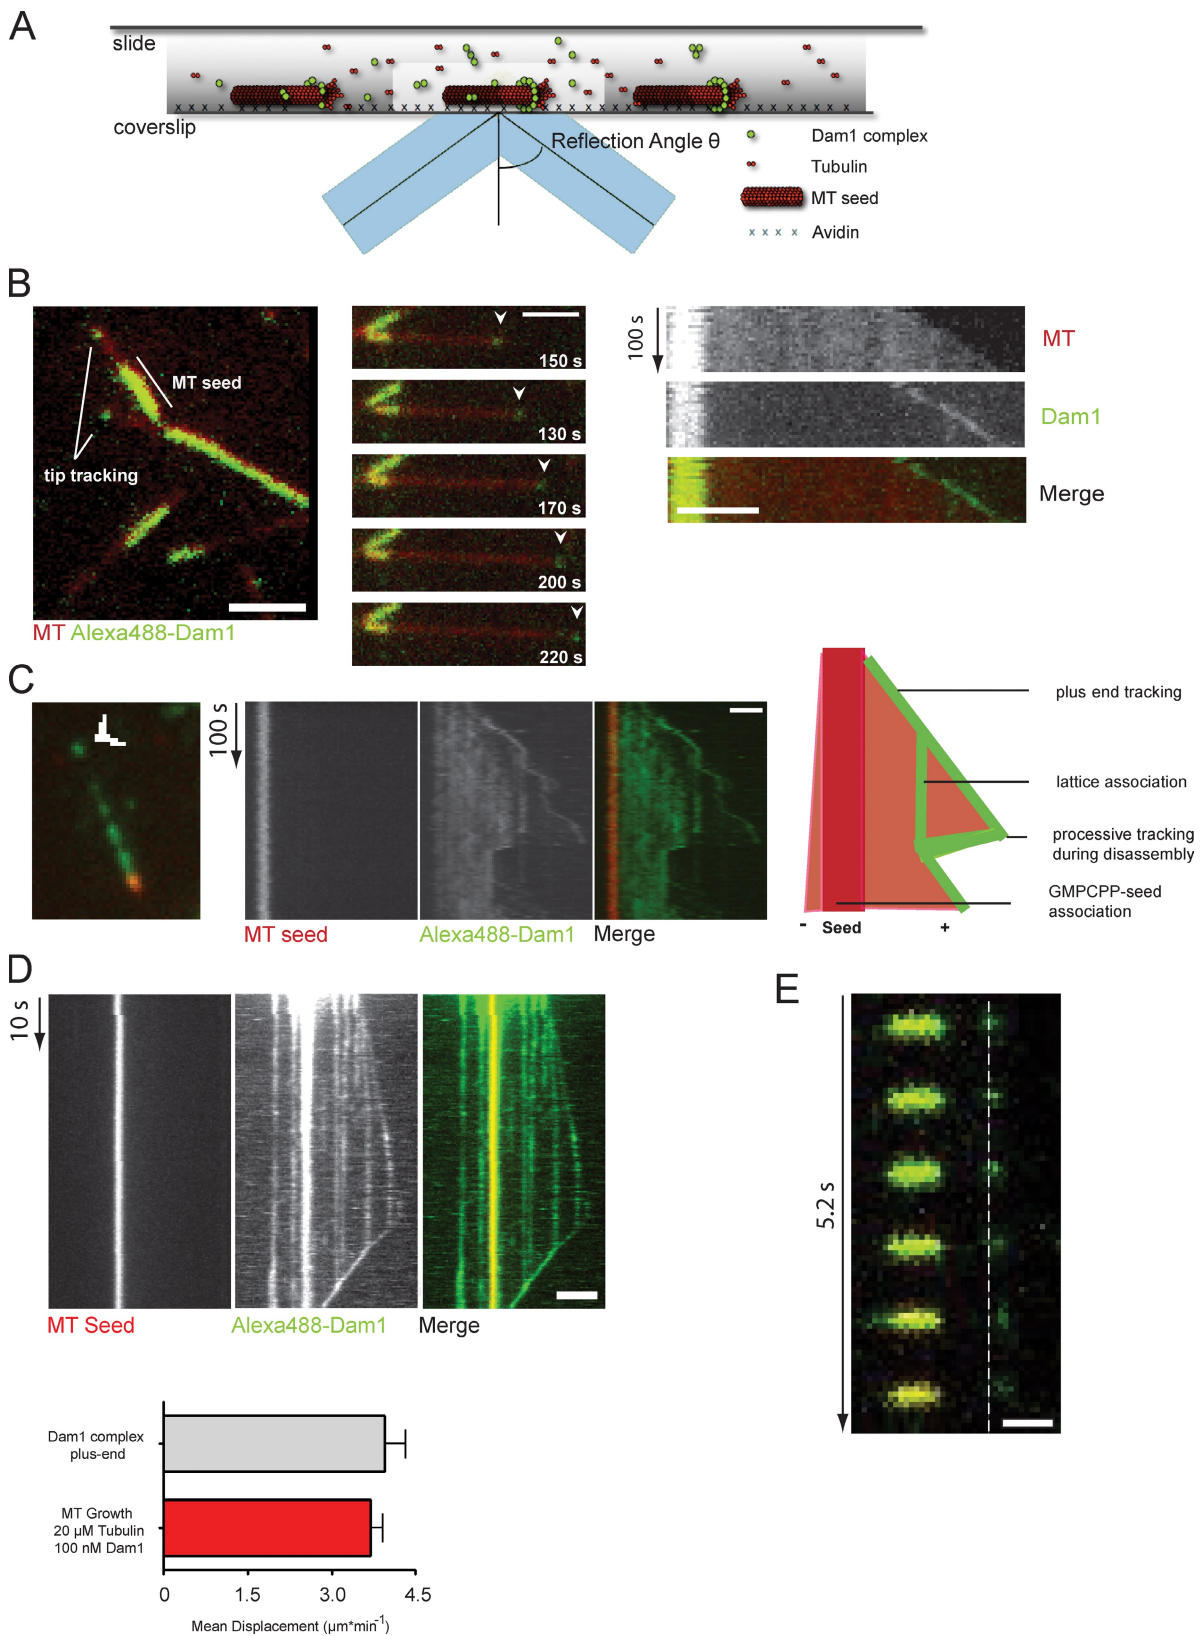 A
slide
coverslip
Reflection Angle θ
Dam1 complex
Tubulin
MT seed
x x x x Avidin
B
MT seed
tip tracking
MT Alexa488-Dam1
150 s
130 s
170 s
200 s
220 s
100 s
MT
Dam1
Merge
C
100 s
MT seed
Alexa488-Dam1
Merge
plus end tracking
lattice association
processive tracking
during disassembly
GMPCPP-seed
association
- Seed +
D
10 s
MT Seed
Alexa488-Dam1
Merge
E
5.2 s
Dam1 complex
plus-end
MT Growth
20 µM Tubulin
100 nM Dam1
0 1.5 3.0 4.5
Mean Displacement (µm*min-1)